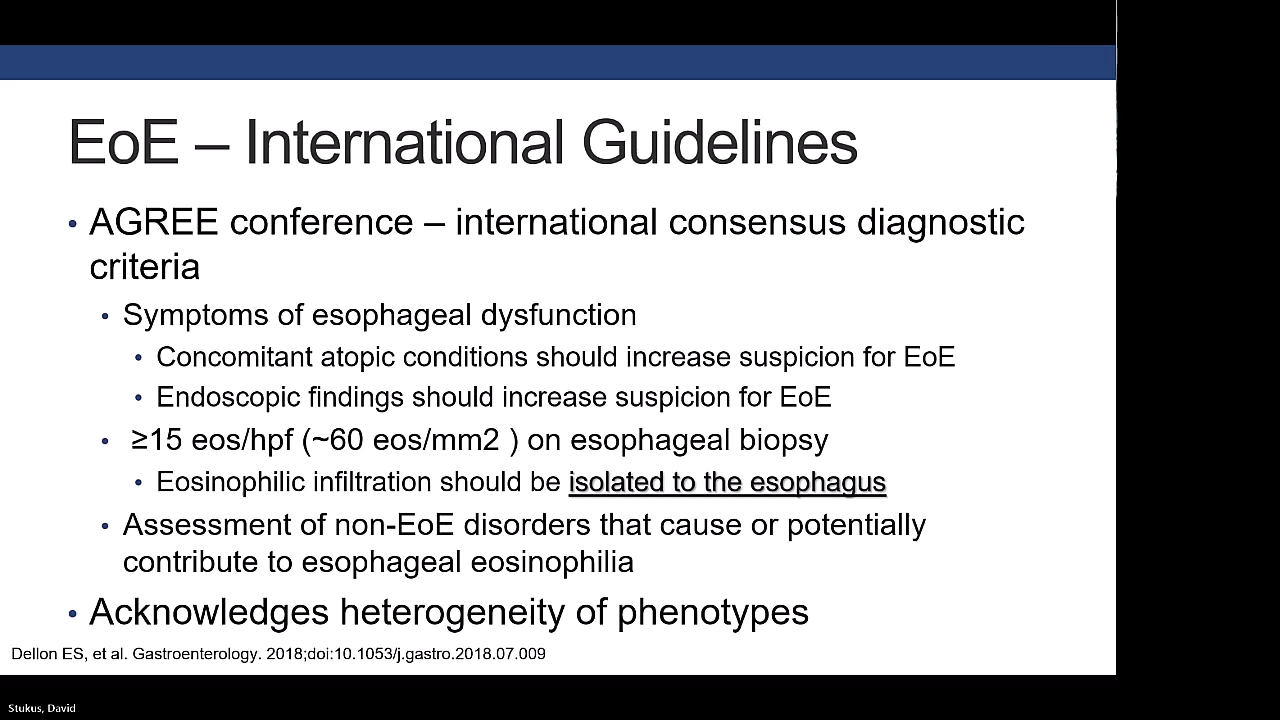 EoE – International Guidelines
• AGREE conference – international consensus diagnostic
criteria
• Symptoms of esophageal dysfunction
• Concomitant atopic conditions should increase suspicion for EoE
• Endoscopic findings should increase suspicion for EoE
• ≥15 eos/hpf (~60 eos/mm2 ) on esophageal biopsy
• Eosinophilic infiltration should be isolated to the esophagus
• Assessment of non-EoE disorders that cause or potentially
contribute to esophageal eosinophilia
• Acknowledges heterogeneity of phenotypes
Dellon ES, et al. Gastroenterology. 2018;doi:10.1053/j.gastro.2018.07.009
Stukus, David